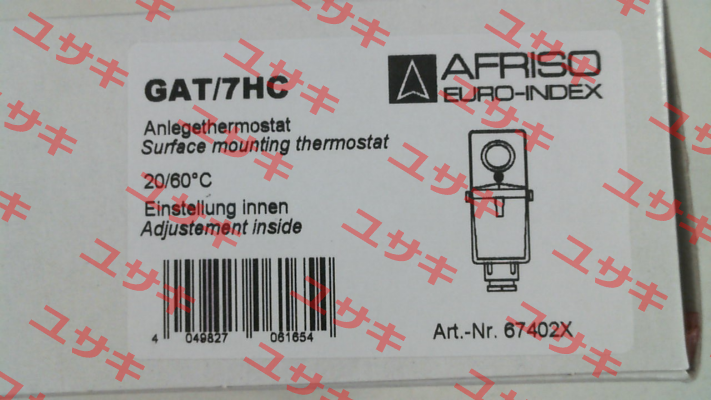 GAT/7HC
Anlegethermostat
Surface mounting thermostat
20/60°C
Einstellung innen
Adjustement inside
4 049827 061654
AFRISO
EURO-INDEX
Art.-Nr. 67402X
ユサキ